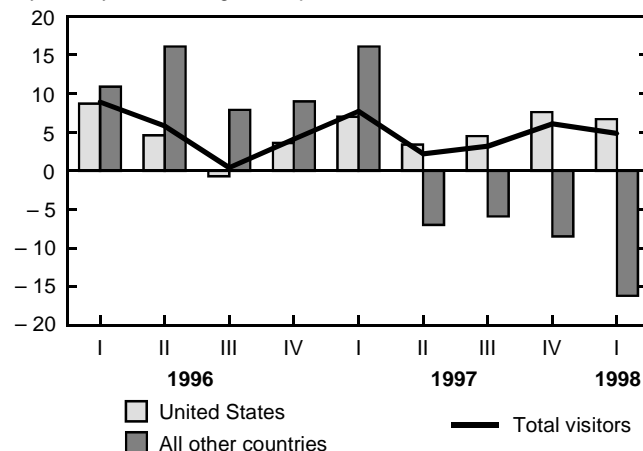 20
15
10
5
0
– 5
– 10
– 15
– 20
I II III IV I II III IV I
1996 1997 1998
United States
All other countries
Total visitors